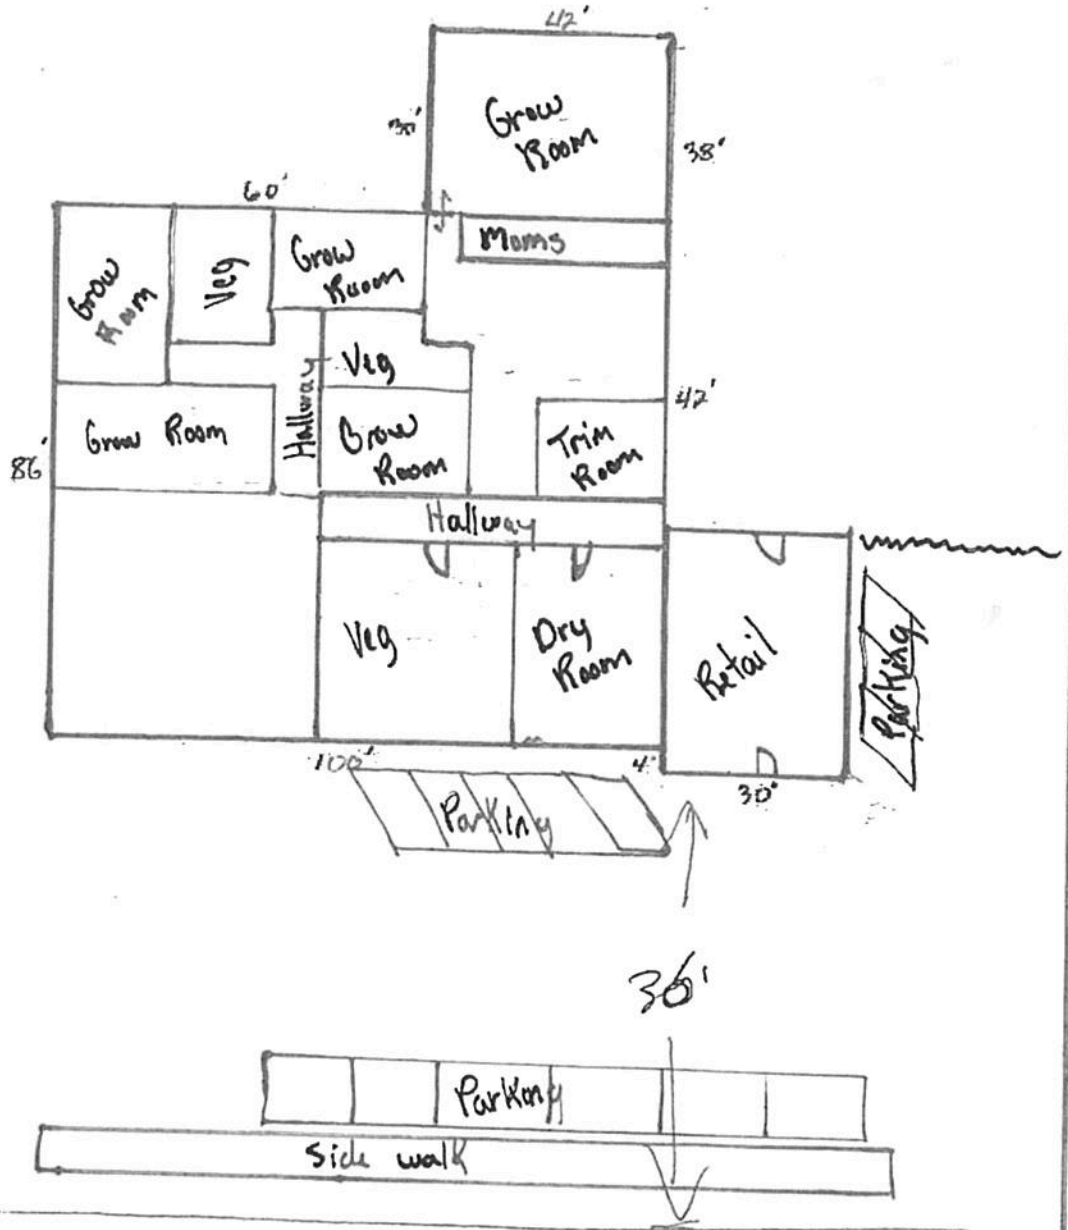 42'
Grow
Room
30'
38'
60'
Moms
Grow
Room
Veg
Grow
Room
Hallway
Veg
42'
Grow Room
Grow
Room
Trim
Room
86'
Hallway
Veg
Dry
Room
Retail
Parking
100'
4'
30'
Parking
36'
Parking
Side walk